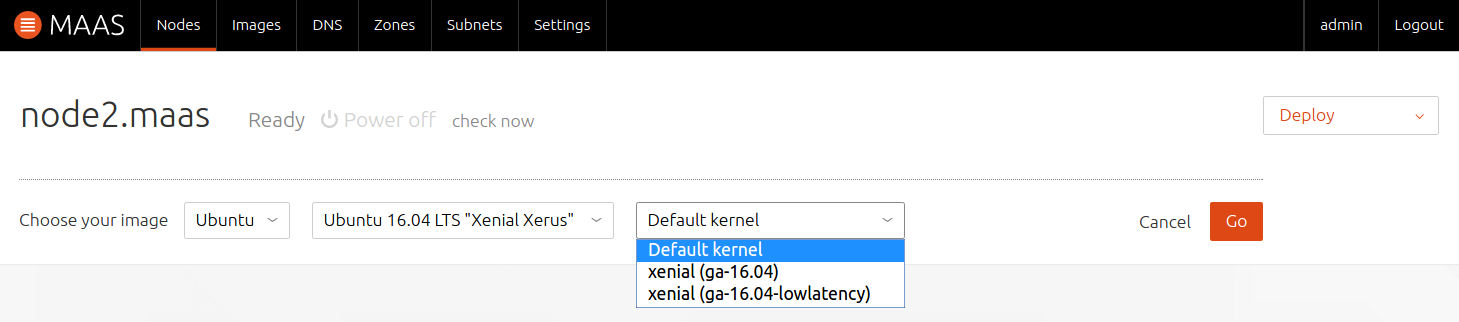 MAAS Nodes Images DNS Zones Subnets Settings admin Logout
node2.maas Ready Power off check now Deploy
Choose your image Ubuntu Ubuntu 16.04 LTS "Xenial Xerus" Default kernel Cancel Go
Default kernel
xenial (ga-16.04)
xenial (ga-16.04-lowlatency)